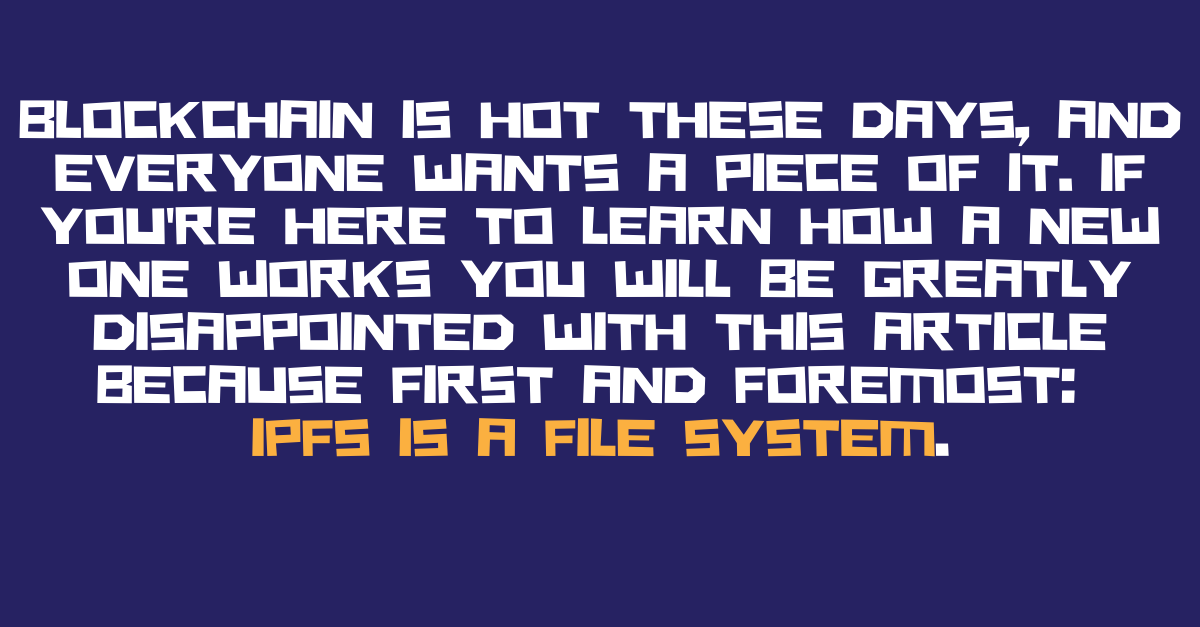 BLOCKCHAIN IS HOT THESE DAYS, AND
EVERYONE WANTS A PIECE OF IT. IF
YOU'RE HERE TO LEARN HOW A NEW
ONE WORKS YOU WILL BE GREATLY
DISAPPOINTED WITH THIS ARTICLE
BECAUSE FIRST AND FOREMOST:
IPFS IS A FILE SYSTEM.